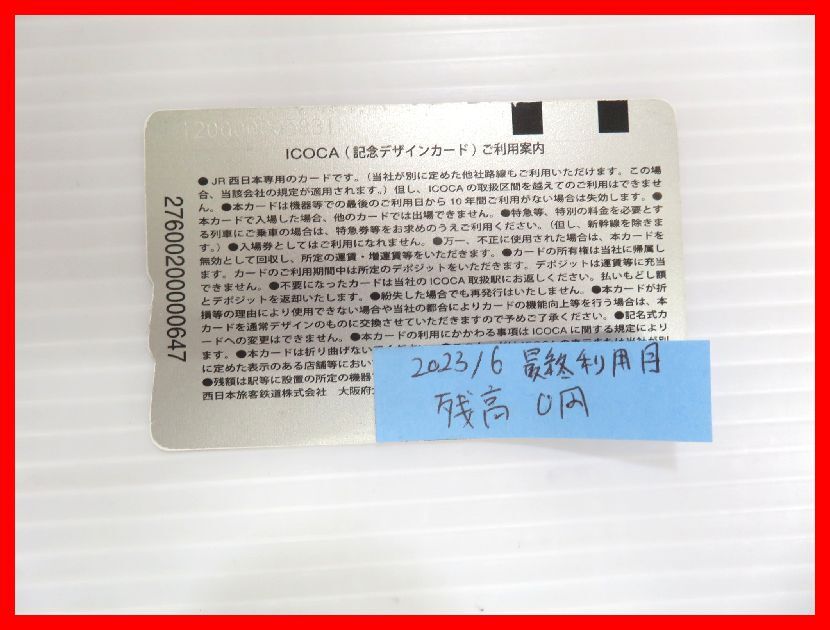 ICOCA（記念デザインカード）ご利用案内
●JR西日本専用のカードです。（当社が別に定めた他社路線もご利用いただけます。この場
合、当該会社の規定が適用されます。）但し、ICOCAの取扱区間を越えてのご利用はできませ
ん。●本カードは機器等での最後のご利用日から10年間ご利用がない場合は失効します。●
本カードで入場した場合、他のカードでは出場できません。●特急等、特別の料金を必要とす
る列車にご乗車の場合は、特急券等をお求めのうえご利用ください。（但し、新幹線を除きま
す。）●入場券としてはご利用になれません。●万一、不正に使用された場合は、本カードを
無効として回収し、所定の運賃・増運賃等をいただきます。●カードの所有権は当社に帰属し
ます。カードのご利用期間中は所定のデポジットをいただきます。デポジットは運賃等に充当
できません。●不要になったカードは当社のICOCA取扱駅にお返しください。払いもどし額
とデポジットを返却いたします。●紛失した場合でも再発行はいたしません。●本カードが折
損等の理由により使用できない場合や当社の都合によりカードの機能向上等を行う場合は、本
カードを通常デザインのものに交換させていただきますので予めご了承ください。●記名式カ
ードへの変更はできません。●本カードの利用にかかわる事項はICOCAに関する規定により
ます。●本カードは折り曲げない
に定めた表示のある店舗等におい
●残額は駅等に設置の所定の機器
西日本旅客鉄道株式会社 大阪府
2760020000647
2023/6 最終利用月
残高 0円